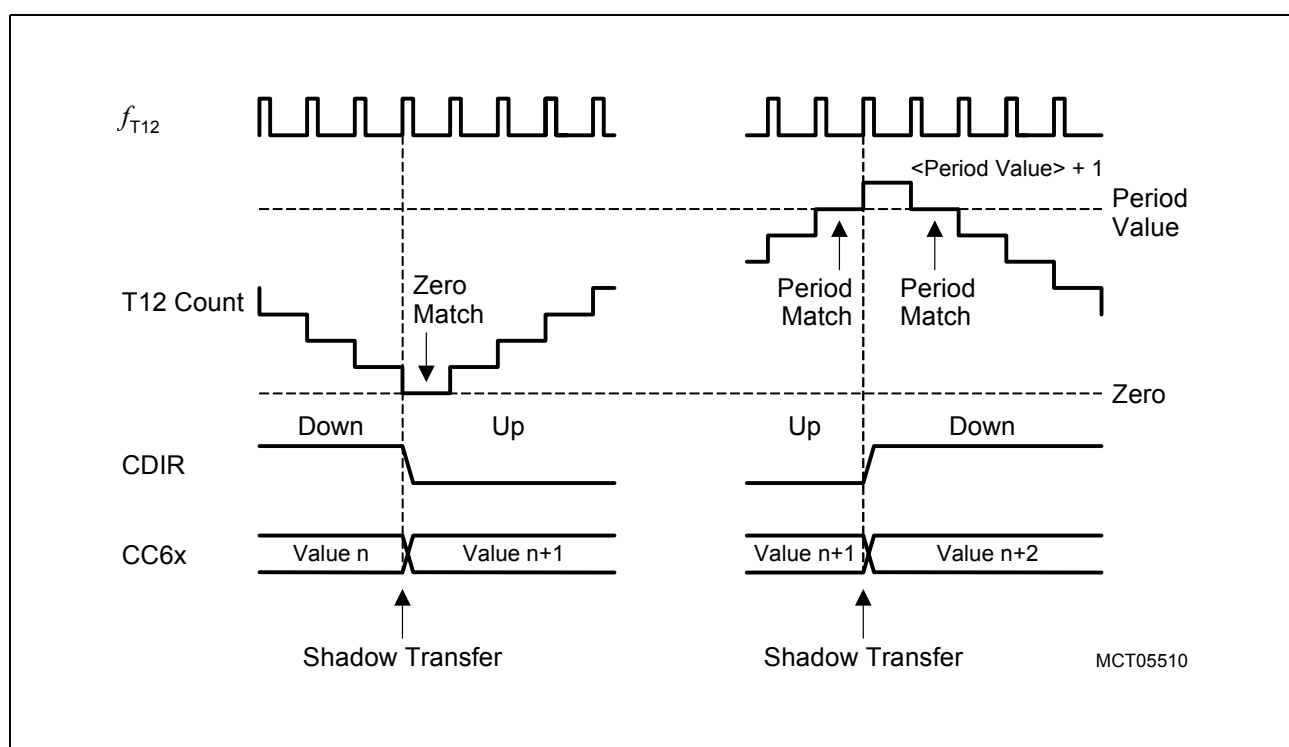 fT12
<Period Value> + 1
Period
Value
Zero
Match
Period
Match
Period
Match
T12 Count
Zero
Down
Up
Up
Down
CDIR
CC6x
Value n
Value n+1
Value n+1
Value n+2
Shadow Transfer
Shadow Transfer
MCT05510